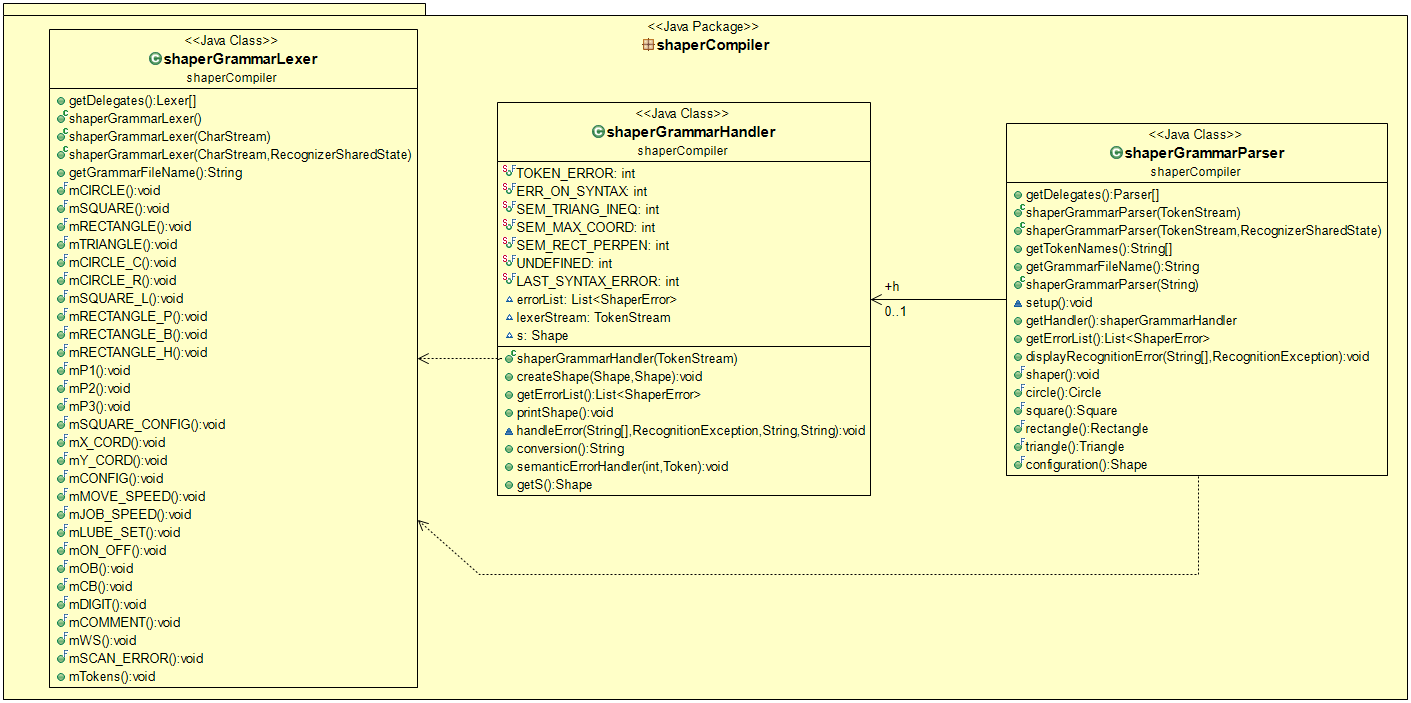 <<Java Package>>
shaperCompiler
<<Java Class>>
shaperGrammarLexer
shaperCompiler
getDelegates():Lexer[]
shaperGrammarLexer()
shaperGrammarLexer(CharStream)
shaperGrammarLexer(CharStream,RecognizerSharedState)
getGrammarFileName():String
mCIRCLE():void
mSQUARE():void
mRECTANGLE():void
mTRIANGLE():void
mCIRCLE_C():void
mCIRCLE_R():void
mSQUARE_L():void
mRECTANGLE_P():void
mRECTANGLE_B():void
mRECTANGLE_H():void
mP1():void
mP2():void
mP3():void
mSQUARE_CONFIG():void
mX_CORD():void
mY_CORD():void
mCONFIG():void
mMOVE_SPEED():void
mJOB_SPEED():void
mLUBE_SET():void
mON_OFF():void
mOB():void
mCB():void
mDIGIT():void
mCOMMENT():void
mWS():void
mSCAN_ERROR():void
mTokens():void
<<Java Class>>
shaperGrammarHandler
shaperCompiler
TOKEN_ERROR: int
ERR_ON_SYNTAX: int
SEM_TRIANG_INEQ: int
SEM_MAX_COORD: int
SEM_RECT_PERPEN: int
UNDEFINED: int
LAST_SYNTAX_ERROR: int
errorList: List<ShaperError>
lexerStream: TokenStream
s: Shape
shaperGrammarHandler(TokenStream)
createShape(Shape,Shape):void
getErrorList():List<ShaperError>
printShape():void
handleError(String[],RecognitionException,String,String):void
conversion():String
semanticErrorHandler(int,Token):void
getS():Shape
+h
0..1
<<Java Class>>
shaperGrammarParser
shaperCompiler
getDelegates():Parser[]
shaperGrammarParser(TokenStream)
shaperGrammarParser(TokenStream,RecognizerSharedState)
getTokenNames():String[]
getGrammarFileName():String
shaperGrammarParser(String)
setup():void
getHandler():shaperGrammarHandler
getErrorList():List<ShaperError>
displayRecognitionError(String[],RecognitionException):void
shaper():void
circle():Circle
square():Square
rectangle():Rectangle
triangle():Triangle
configuration():Shape